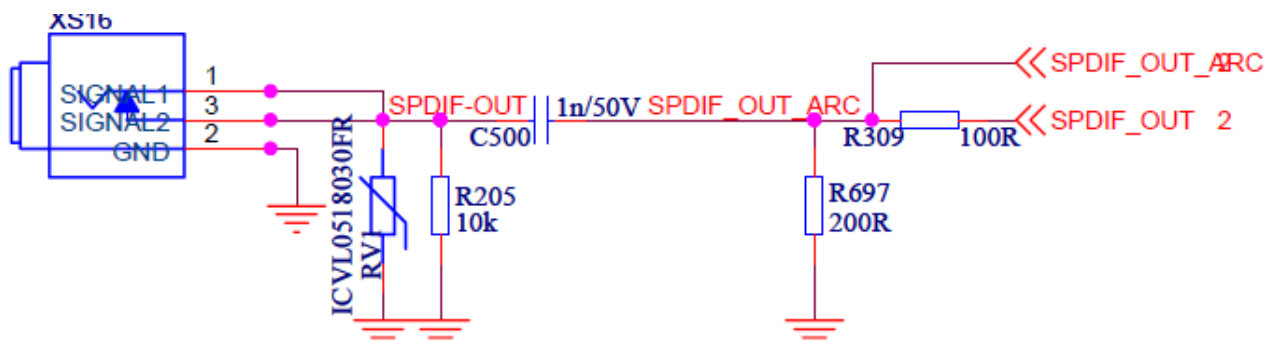 XS16
SIGNAL1
1
SIGNAL2
3
GND
2
SPDIF-OUT
C500
1n/50V
SPDIF_OUT_ARC
R309
100R
SPDIF_OUT_ARC
2
SPDIF_OUT 2
ICVL0518030FR
RV1
R205
10k
R697
200R